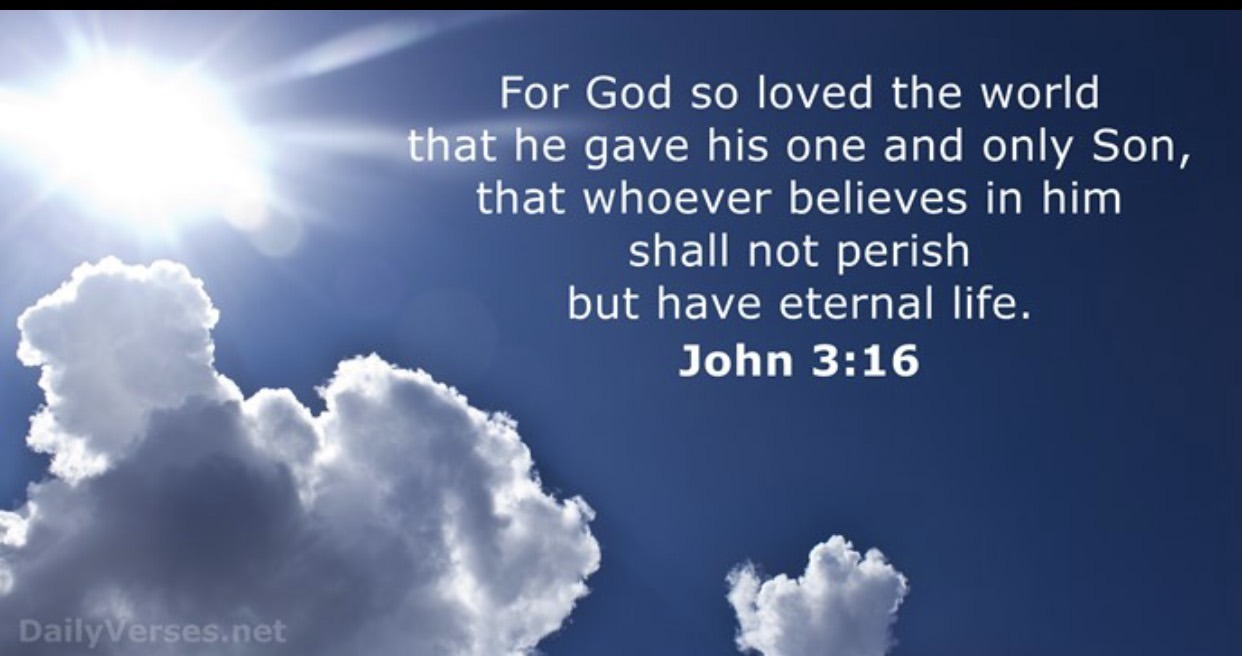 For God so loved the world
that he gave his one and only Son,
that whoever believes in him
shall not perish
but have eternal life.
John 3:16
DailyVerses.net